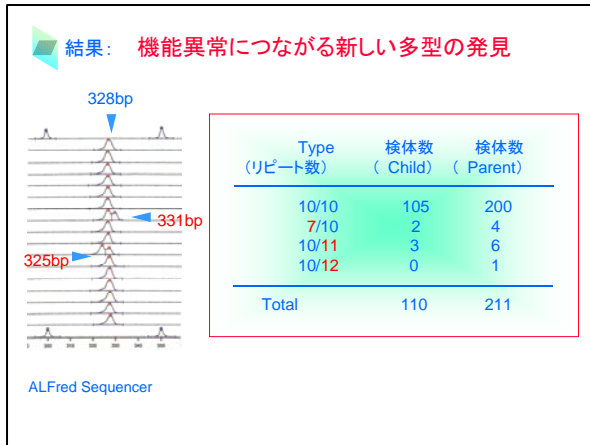 結果： 機能異常につながる新しい多型の発見
328bp
331bp
325bp
ALFred Sequencer
Type 検体数 検体数
（リピート数） （ Child） （ Parent）
10/10 105 200
7/10 2 4
10/11 3 6
10/12 0 1
Total 110 211